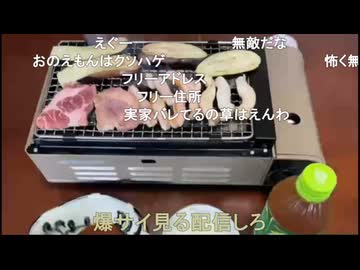 えぐー
無敵だな
おのえもんはクソハゲ
怖く無
フリーアドレス
フリー住所
実家バレてるの草はえんわ
爆サイ見る配信しろ